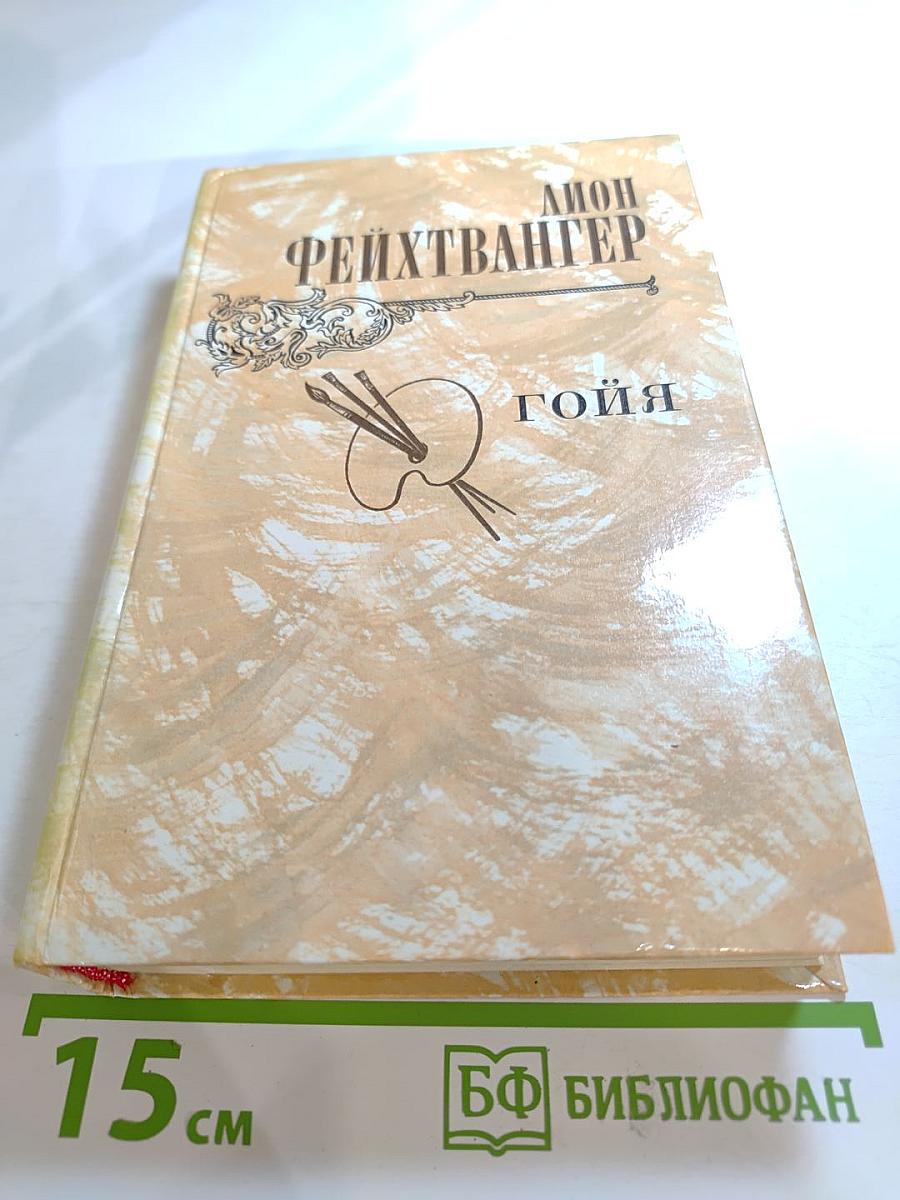 ЛИОН
ФЕЙХТВАНГЕР
ГОЙЯ
15 см
БФ БИБЛИОФАН